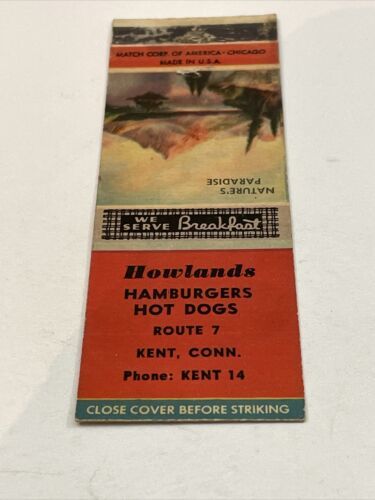 MATCH CORP. OF AMERICA - CHICAGO
MADE IN U.S.A.
NATURE'S
PARADISE
WE
SERVE Breakfast
Howlands
HAMBURGERS
HOT DOGS
ROUTE 7
KENT, CONN.
Phone: KENT 14
CLOSE COVER BEFORE STRIKING